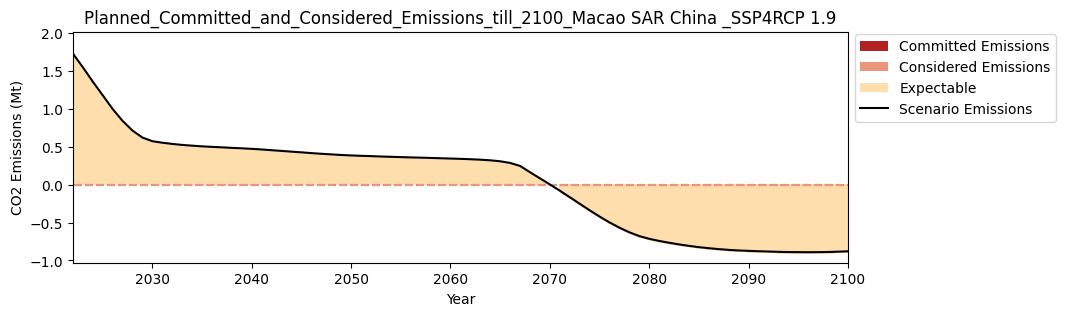 Planned_Committed_and_Considered_Emissions_till_2100_Macao SAR China _SSP4RCP 1.9
CO2 Emissions (Mt)
2.0
1.5
1.0
0.5
0.0
−0.5
−1.0
2030 2040 2050 2060 2070 2080 2090 2100
Year
Committed Emissions
Considered Emissions
Expectable
Scenario Emissions